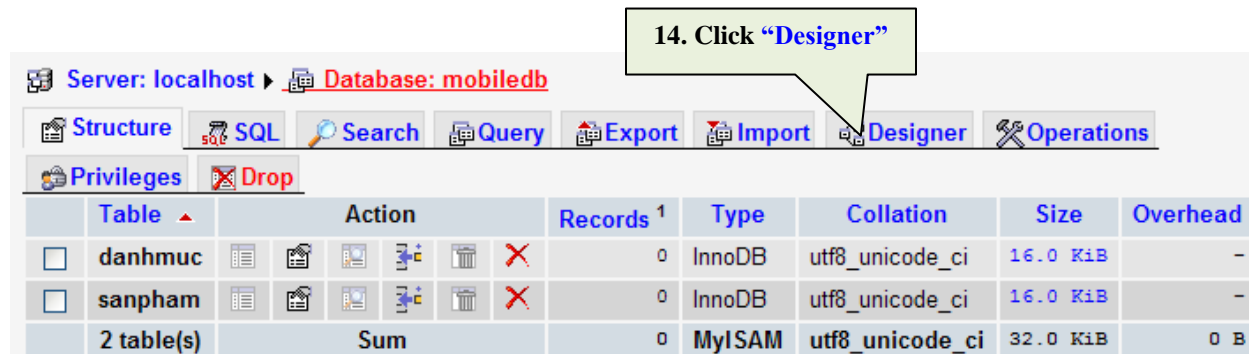 14. Click “Designer”
Server: localhost Database: mobiledb
Structure SQL Search Query Export Import Designer Operations
Privileges Drop
Table Action Records 1 Type Collation Size Overhead
danhmuc 0 InnoDB utf8_unicode_ci 16.0 KiB -
sanpham 0 InnoDB utf8_unicode_ci 16.0 KiB -
2 table(s) Sum 0 MyISAM utf8_unicode_ci 32.0 KiB 0 B